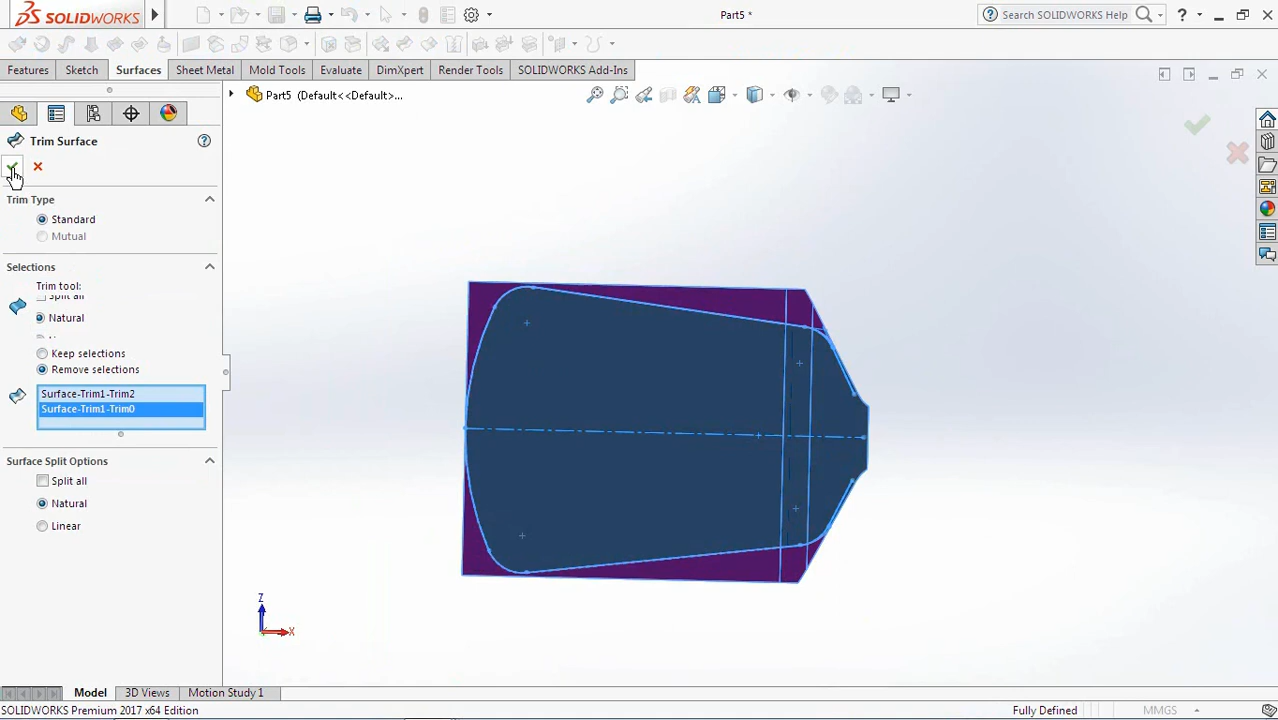 SOLIDWORKS
Part5 *
Search SOLIDWORKS Help
?
Features
Sketch
Surfaces
Sheet Metal
Mold Tools
Evaluate
DimXpert
Render Tools
SOLIDWORKS Add-Ins
Part5 (Default<<Default>...
Trim Surface
Trim Type
Standard
Mutual
Selections
Trim tool:
Split all
Natural
Keep selections
Remove selections
Surface-Trim1-Trim2
Surface-Trim1-Trim0
Surface Split Options
Split all
Natural
Linear
Z
X
Model
3D Views
Motion Study 1
SOLIDWORKS Premium 2017 x64 Edition
Fully Defined
MMGS